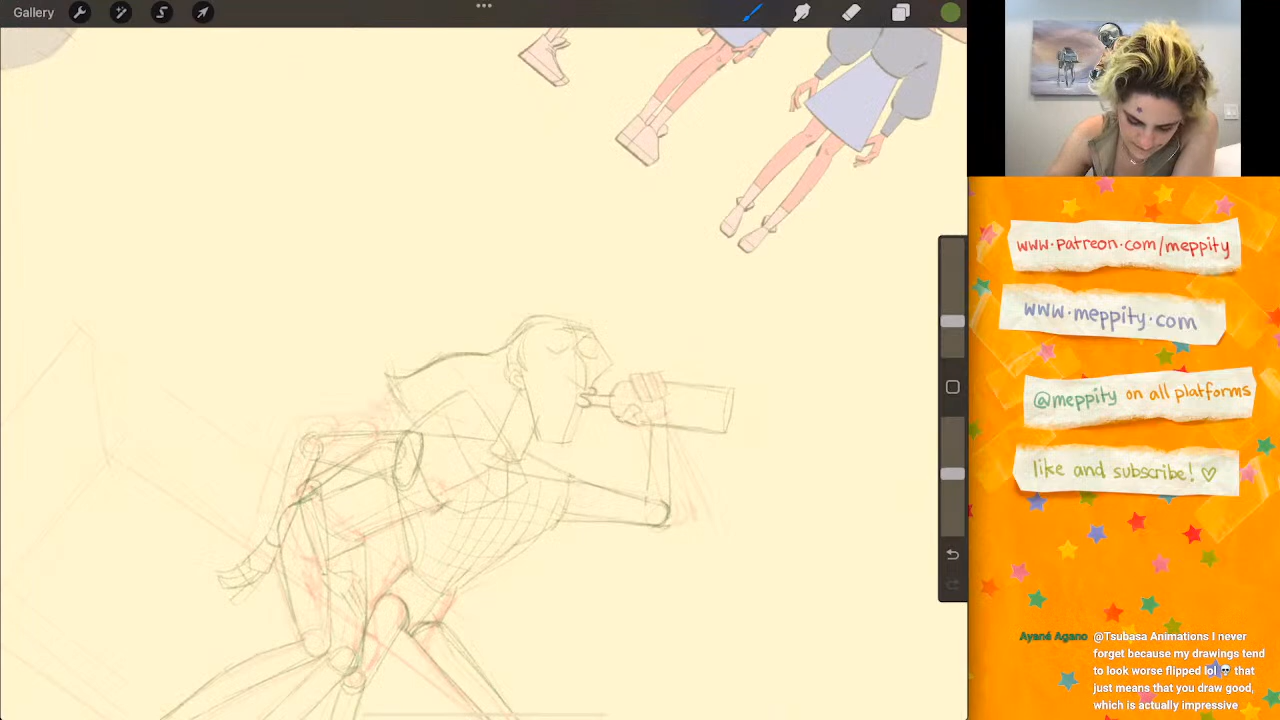 Gallery
www.patreon.com/meppity
www.meppity.com
@meppity on all platforms
like and subscribe! ♡
Ayané Agano @Tsubasa Animations I never
forget because my drawings tend
to look worse flipped lol💀 that
just means that you draw good,
which is actually impressive